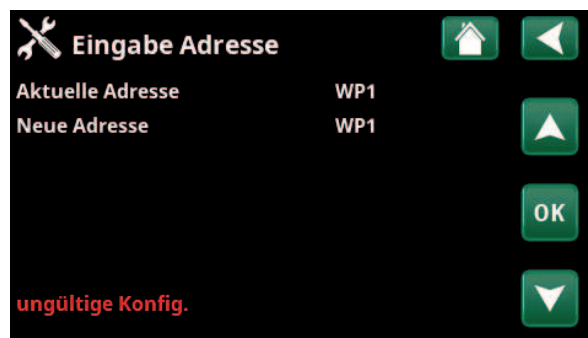 Eingabe Adresse
Aktuelle Adresse WP1
Neue Adresse WP1
OK
ungültige Konfig.